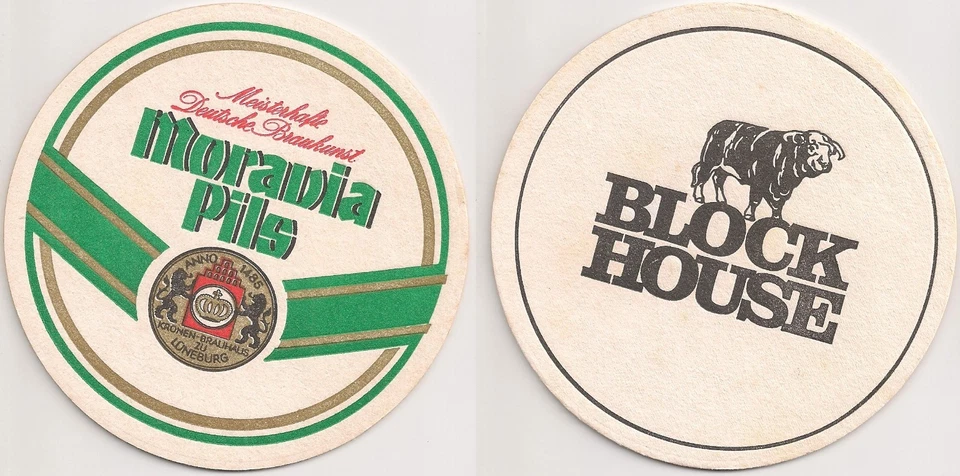 Meisterhafte
Deutsche Braukunst
Moravia
Pils
ANNO 1485
KRONEN-BRAUHAUS
ZU
LÜNEBURG
BLOCK
HOUSE